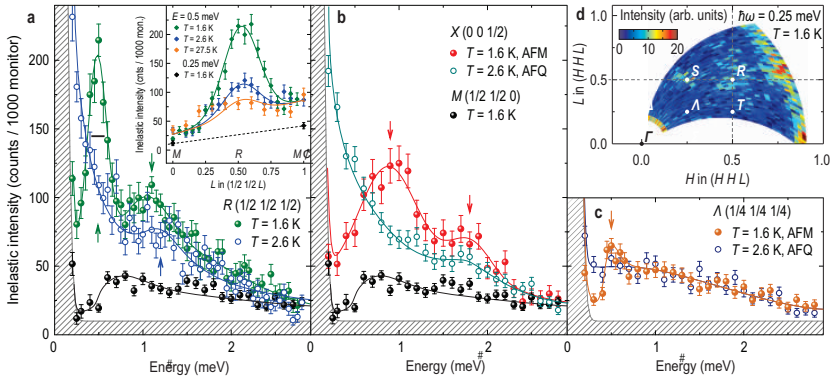 a
Inelastic intensity (counts / 1000 monitor)
200
150
100
50
0
R (1/2 1/2 1/2)
T = 1.6 K
T = 2.6 K
1
2
Energy (meV)
#
E = 0.5 meV
T = 1.6 K
T = 2.6 K
T = 27.5 K
0.25 meV
T = 1.6 K
Inelastic intensity (cnts / 1000 mon.)
200
150
100
50
0
M
R
M
0
0.25
0.5
0.75
1
L in (1/2 1/2 L)
b
X (0 0 1/2)
T = 1.6 K, AFM
T = 2.6 K, AFQ
M (1/2 1/2 0)
T = 1.6 K
1
2
Energy (meV)
#
d
Intensity (arb. units)
0 10 20
ħω = 0.25 meV
T = 1.6 K
L in (H H L)
1.0
0.5
0.0
S
R
Λ
T
Γ
0.0
0.5
1.0
H in (H H L)
c
Λ (1/4 1/4 1/4)
T = 1.6 K, AFM
T = 2.6 K, AFQ
50
0
0
1
2
Energy (meV)
#